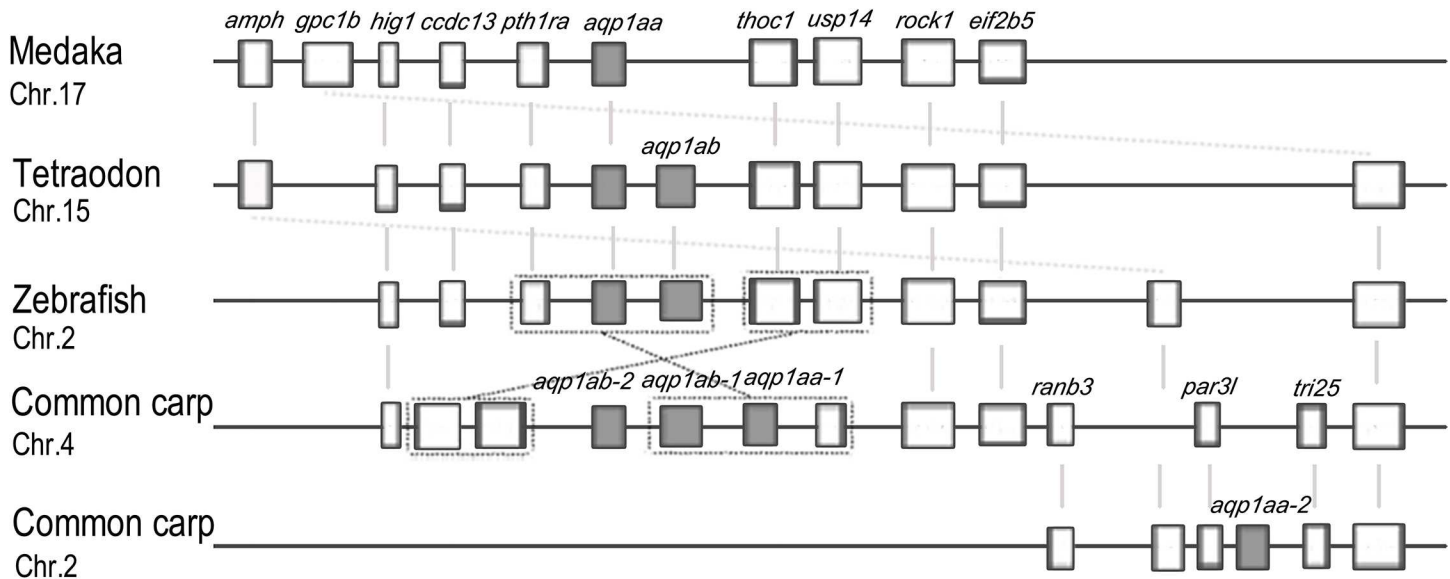 amph gpc1b hig1 ccdc13 pth1ra aqp1aa thoc1 usp14 rock1 eif2b5
Medaka
Chr.17
aqp1ab
Tetraodon
Chr.15
Zebrafish
Chr.2
aqp1ab-2 aqp1ab-1 aqp1aa-1 ranb3 par3l tri25
Common carp
Chr.4
aqp1aa-2
Common carp
Chr.2